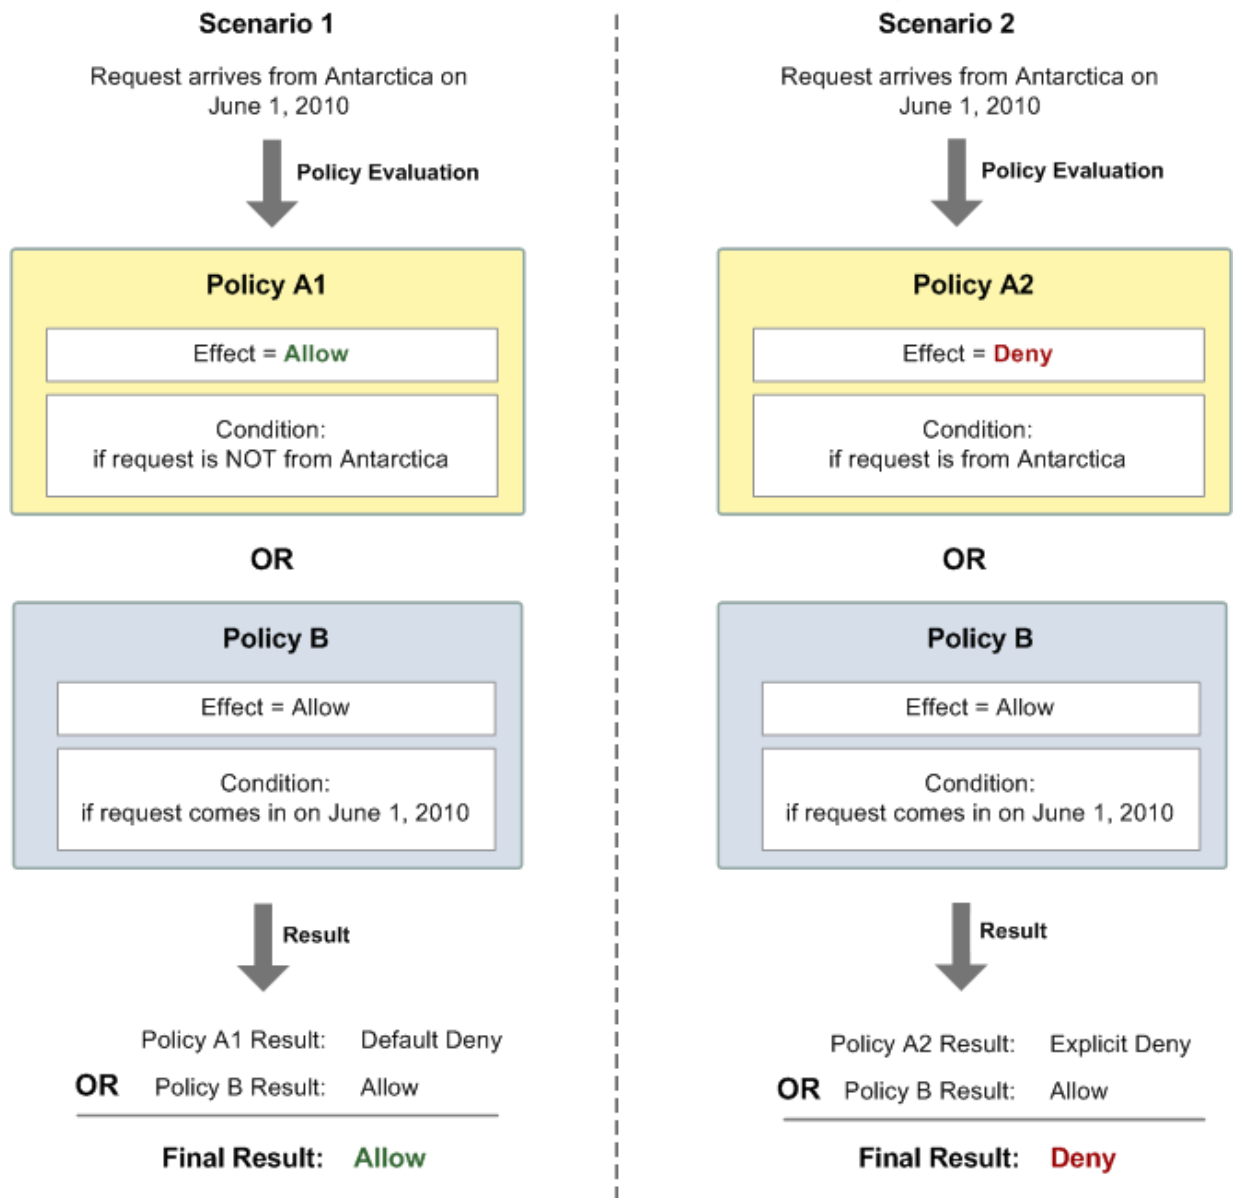 Scenario 1
Request arrives from Antarctica on
June 1, 2010
Policy Evaluation
Policy A1
Effect = Allow
Condition:
if request is NOT from Antarctica
OR
Policy B
Effect = Allow
Condition:
if request comes in on June 1, 2010
Result
Policy A1 Result: Default Deny
OR Policy B Result: Allow
Final Result: Allow
Scenario 2
Request arrives from Antarctica on
June 1, 2010
Policy Evaluation
Policy A2
Effect = Deny
Condition:
if request is from Antarctica
OR
Policy B
Effect = Allow
Condition:
if request comes in on June 1, 2010
Result
Policy A2 Result: Explicit Deny
OR Policy B Result: Allow
Final Result: Deny